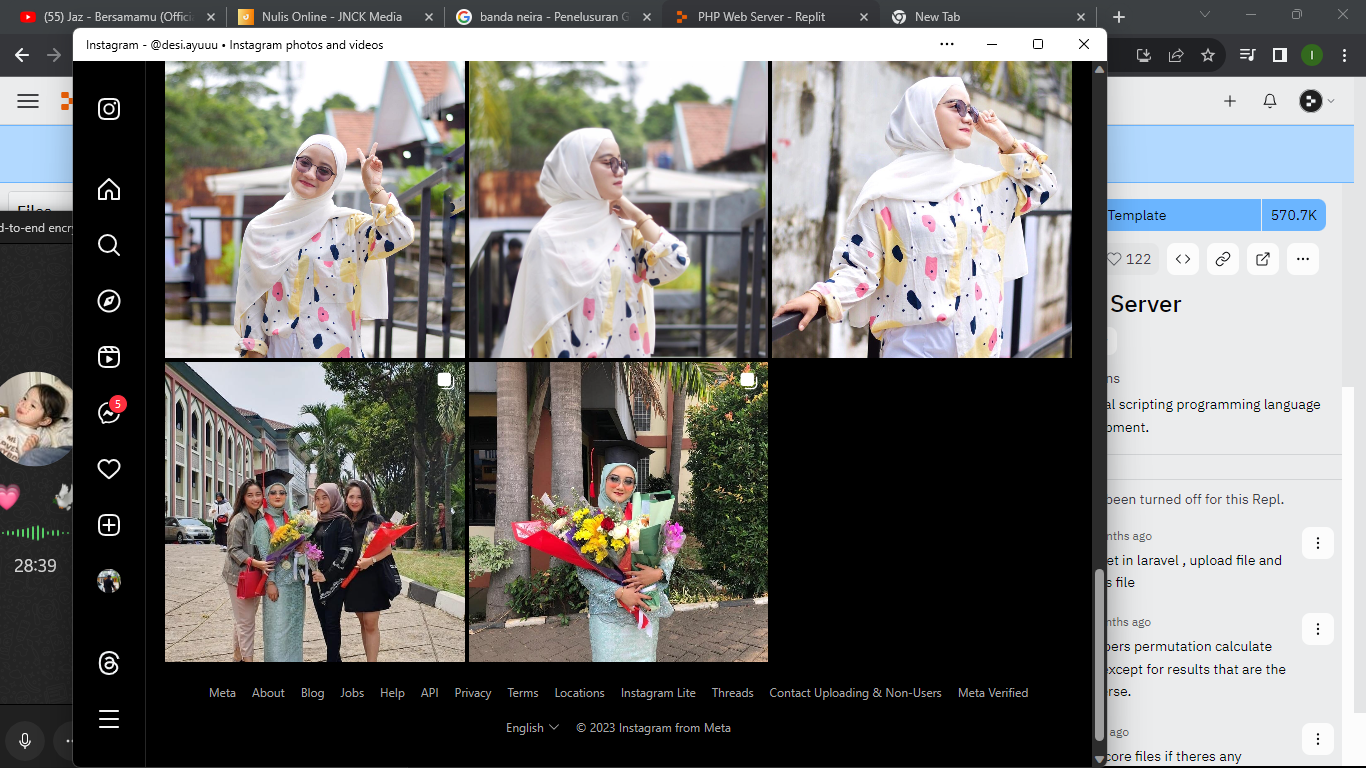 (55) Jaz - Bersamamu (Offici
Nulis Online - JNCK Media
banda neira - Penelusuran G
PHP Web Server - Replit
New Tab
Instagram - @desi.ayuuu • Instagram photos and videos
I
Files
d-to-end encry
Template
570.7K
122
Server
ns
al scripting programming language
pment.
5
been turned off for this Repl.
nths ago
et in laravel , upload file and
s file
28:39
nths ago
bers permutation calculate
except for results that are the
rse.
ago
core files if theres any
Meta About Blog Jobs Help API Privacy Terms Locations Instagram Lite Threads Contact Uploading & Non-Users Meta Verified
English © 2023 Instagram from Meta